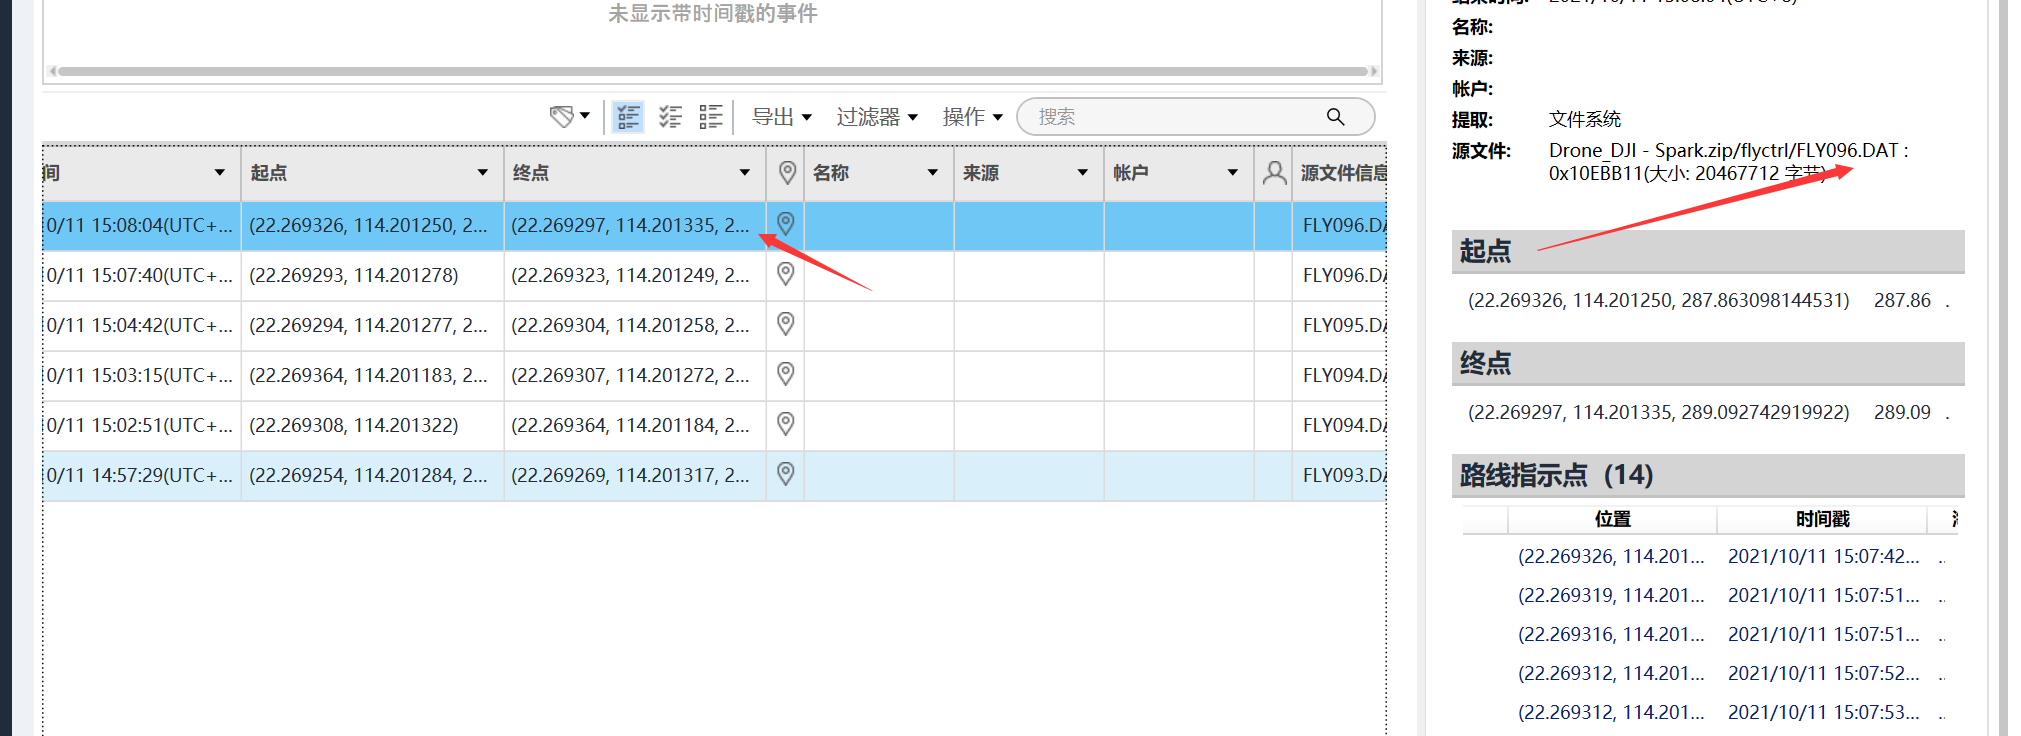 未显示带时间戳的事件
导出 过滤器 操作 搜索
间 起点 终点 名称 来源 帐户 源文件信息
0/11 15:08:04(UTC+... (22.269326, 114.201250, 2... (22.269297, 114.201335, 2... FLY096.DA
0/11 15:07:40(UTC+... (22.269293, 114.201278) (22.269323, 114.201249, 2... FLY096.DA
0/11 15:04:42(UTC+... (22.269294, 114.201277, 2... (22.269304, 114.201258, 2... FLY095.DA
0/11 15:03:15(UTC+... (22.269364, 114.201183, 2... (22.269307, 114.201272, 2... FLY094.DA
0/11 15:02:51(UTC+... (22.269308, 114.201322) (22.269364, 114.201184, 2... FLY094.DA
0/11 14:57:29(UTC+... (22.269254, 114.201284, 2... (22.269269, 114.201317, 2... FLY093.DA
名称:
来源:
帐户:
提取: 文件系统
源文件: Drone_DJI - Spark.zip/flyctrl/FLY096.DAT :
0x10EBB11(大小: 20467712 字节)
起点
(22.269326, 114.201250, 287.863098144531) 287.86 .
终点
(22.269297, 114.201335, 289.092742919922) 289.09 .
路线指示点 (14)
位置 时间戳
(22.269326, 114.201... 2021/10/11 15:07:42... ..
(22.269319, 114.201... 2021/10/11 15:07:51... ..
(22.269316, 114.201... 2021/10/11 15:07:51... ..
(22.269312, 114.201... 2021/10/11 15:07:52... ..
(22.269312, 114.201... 2021/10/11 15:07:53... ..